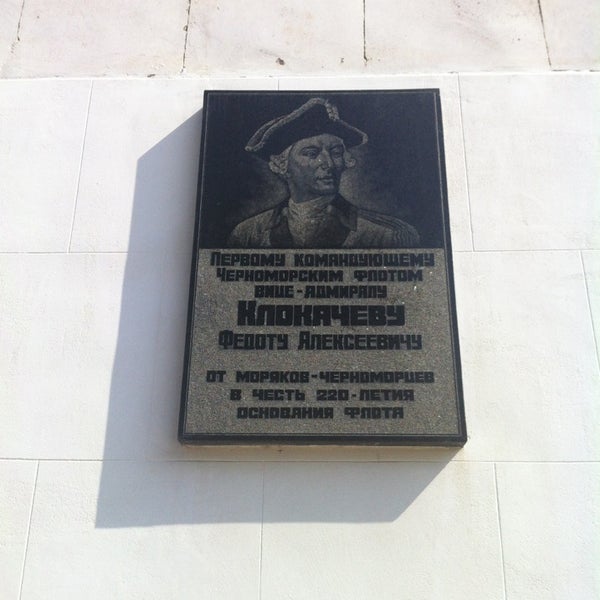 Первому командующему
Черноморским флотом
вице-адмиралу
Клокачеву
Федоту Алексеевичу
от моряков-черноморцев
в честь 220-летия
основания флота